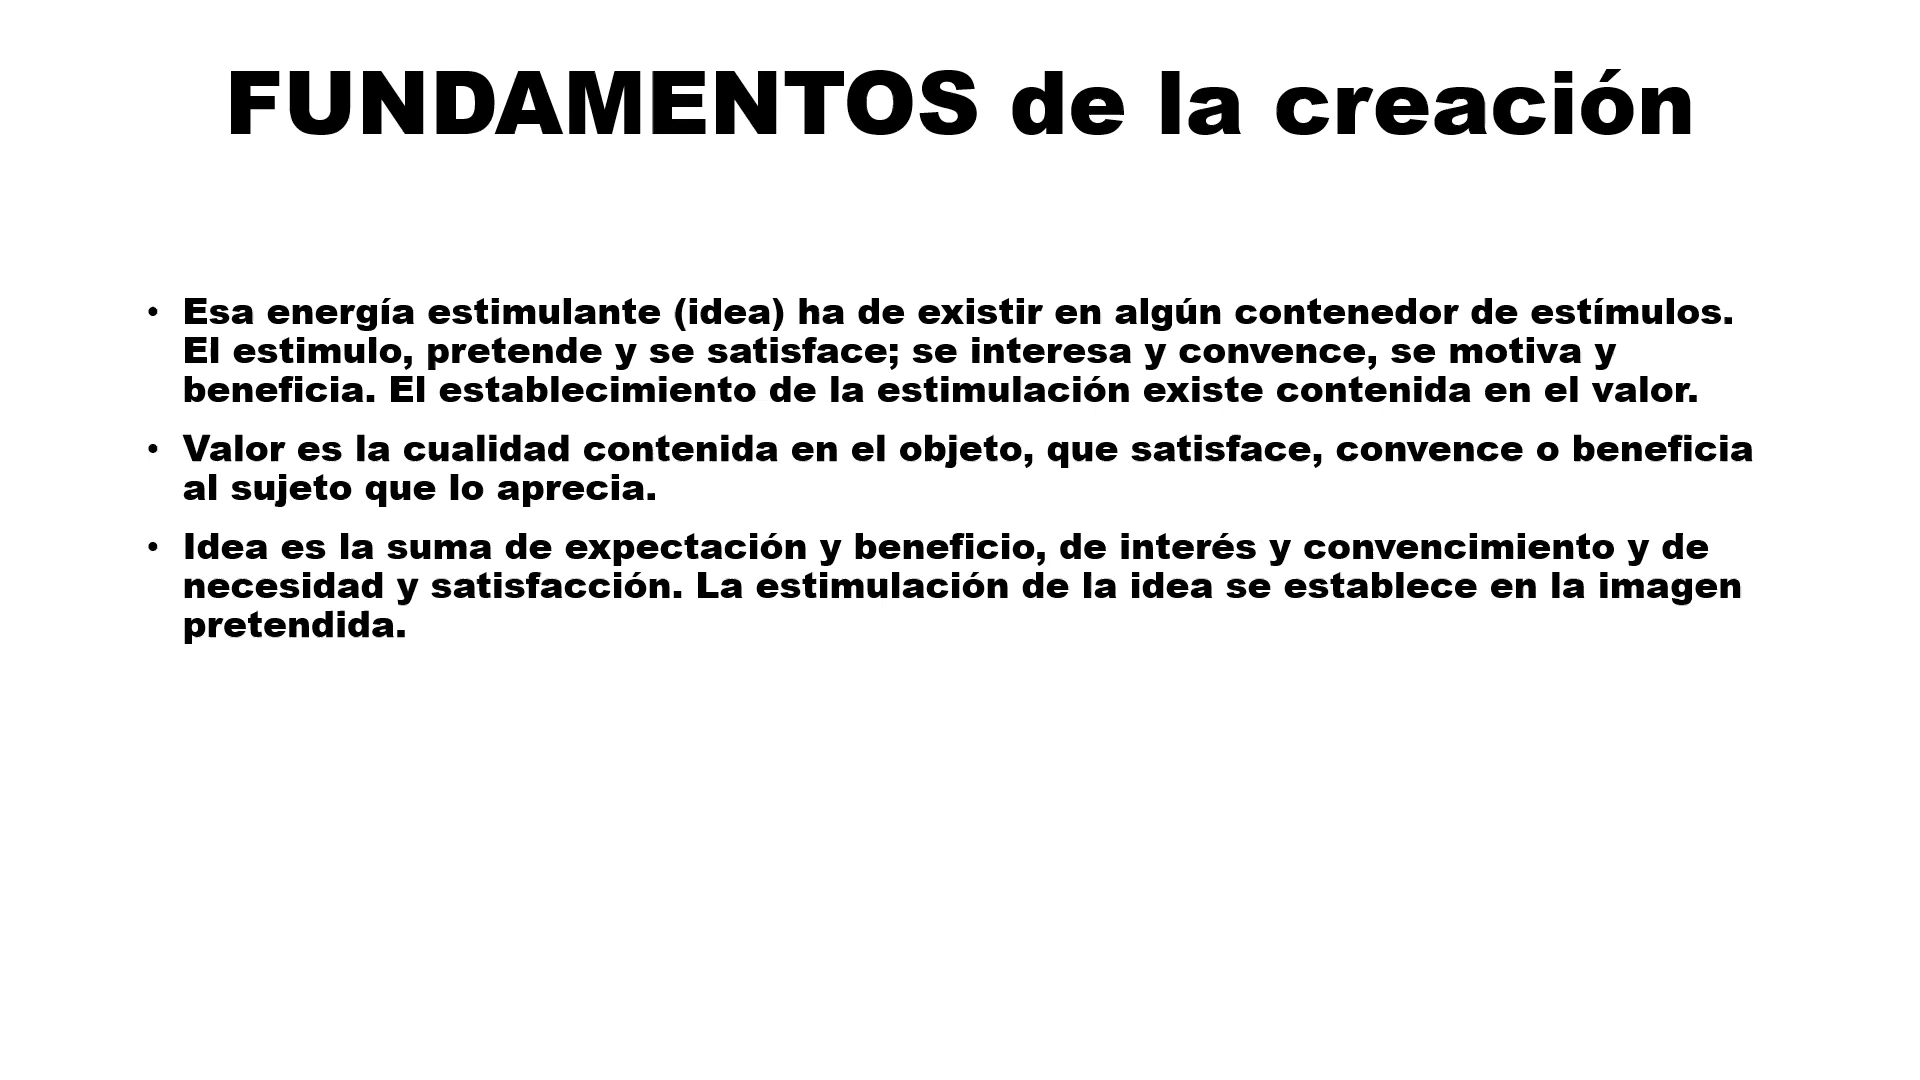 FUNDAMENTOS de la creación
• Esa energía estimulante (idea) ha de existir en algún contenedor de estímulos.
El estimulo, pretende y se satisface; se interesa y convence, se motiva y
beneficia. El establecimiento de la estimulación existe contenida en el valor.
• Valor es la cualidad contenida en el objeto, que satisface, convence o beneficia
al sujeto que lo aprecia.
• Idea es la suma de expectación y beneficio, de interés y convencimiento y de
necesidad y satisfacción. La estimulación de la idea se establece en la imagen
pretendida.